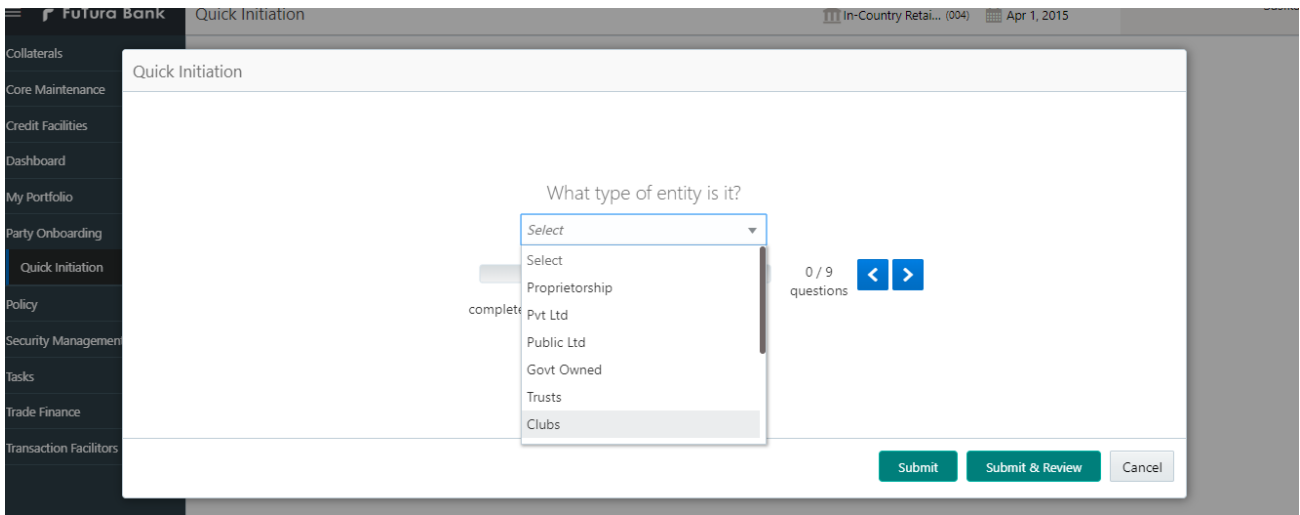 Futura Bank
Quick Initiation
In-Country Retai... (004)
Apr 1, 2015
Collaterals
Core Maintenance
Credit Facilities
Dashboard
My Portfolio
Party Onboarding
Quick Initiation
Policy
Security Management
Tasks
Trade Finance
Transaction Facilitors
Quick Initiation
What type of entity is it?
Select
Select
Proprietorship
Pvt Ltd
Public Ltd
Govt Owned
Trusts
Clubs
complete
0 / 9
questions
Submit
Submit & Review
Cancel